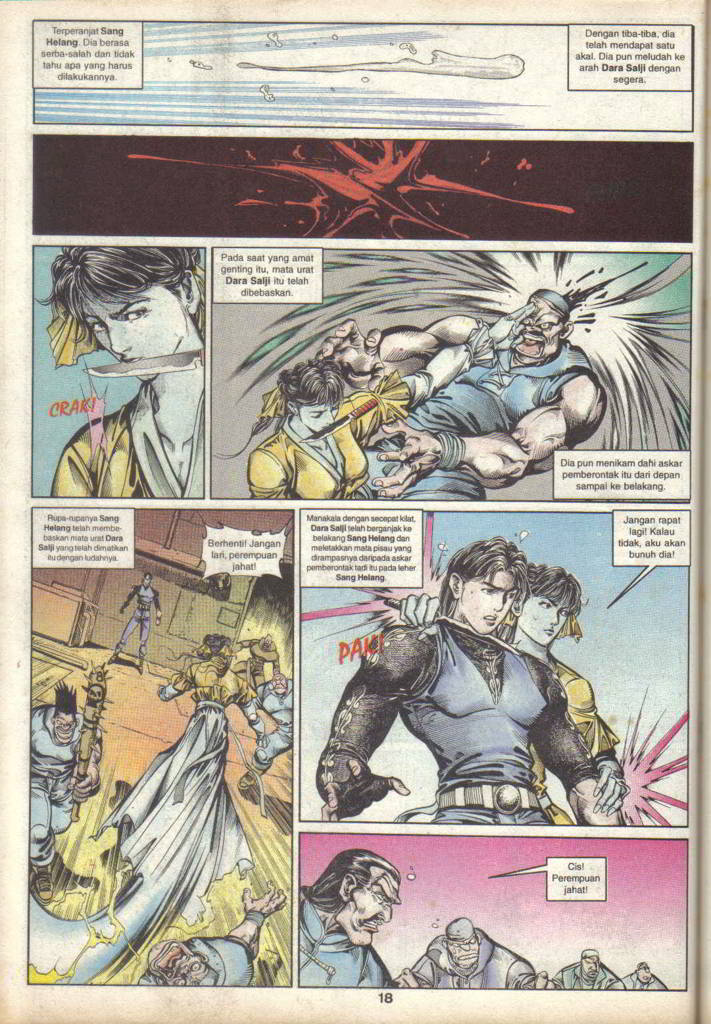 Terperanjat Sang
Helang. Dia berasa
serba-salah dan tidak
tahu apa yang harus
dilakukannya.
Dengan tiba-tiba, dia
telah mendapat satu
akal. Dia pun meludah ke
arah Dara Salji dengan
segera.
CRAK!
Pada saat yang amat
genting itu, mata urat
Dara Salji itu telah
dibebaskan.
Dia pun menikam dahi askar
pemberontak itu dari depan
sampai ke belakang.
Rupa-rupanya Sang
Helang telah membe-
baskan mata urat Dara
Salji yang telah dimatikan
itu dengan ludahnya.
Berhenti! Jangan
lari, perempuan
jahat!
Manakala dengan secepat kilat,
Dara Salji telah berganjak ke
belakang Sang Helang dan
meletakkan mata pisau yang
dirampasnya daripada askar
pemberontak tadi itu pada leher
Sang Helang.
Jangan rapat
lagi! Kalau
tidak, aku akan
bunuh dia!
PAK!
Cis!
Perempuan
jahat!
18